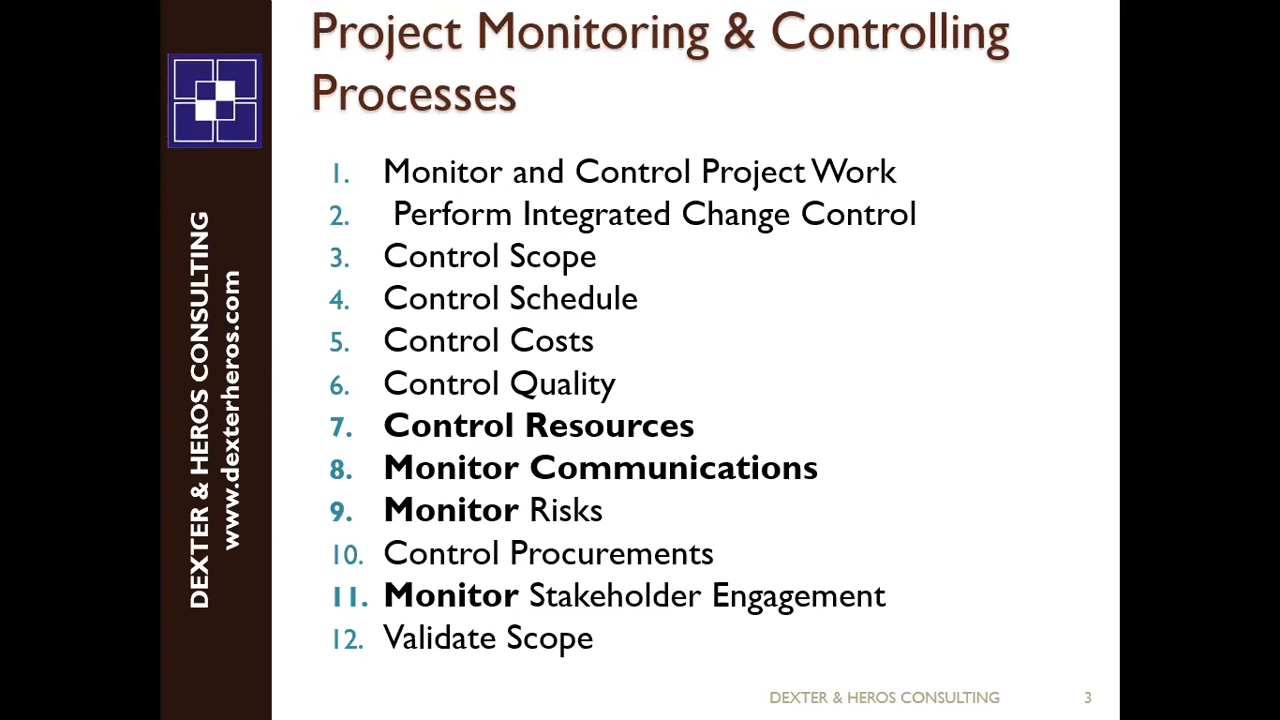 Project Monitoring & Controlling
Processes
1. Monitor and Control Project Work
2. Perform Integrated Change Control
3. Control Scope
4. Control Schedule
5. Control Costs
6. Control Quality
7. Control Resources
8. Monitor Communications
9. Monitor Risks
10. Control Procurements
11. Monitor Stakeholder Engagement
12. Validate Scope
DEXTER & HEROS CONSULTING
www.dexterheros.com
DEXTER & HEROS CONSULTING 3